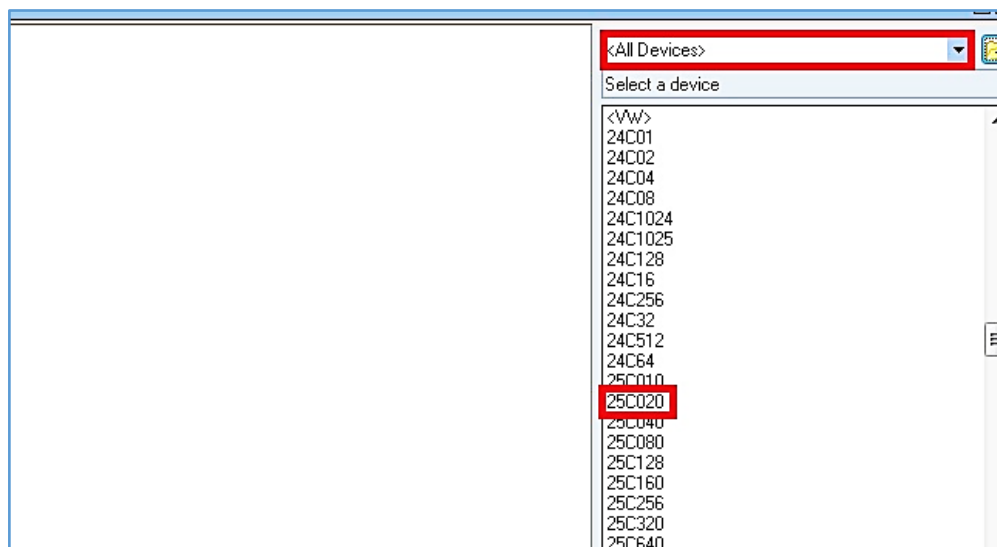 <All Devices>
Select a device
<VW>
24C01
24C02
24C04
24C08
24C1024
24C1025
24C128
24C16
24C256
24C32
24C512
24C64
25C010
25C020
25C040
25C080
25C128
25C160
25C256
25C320
25C640